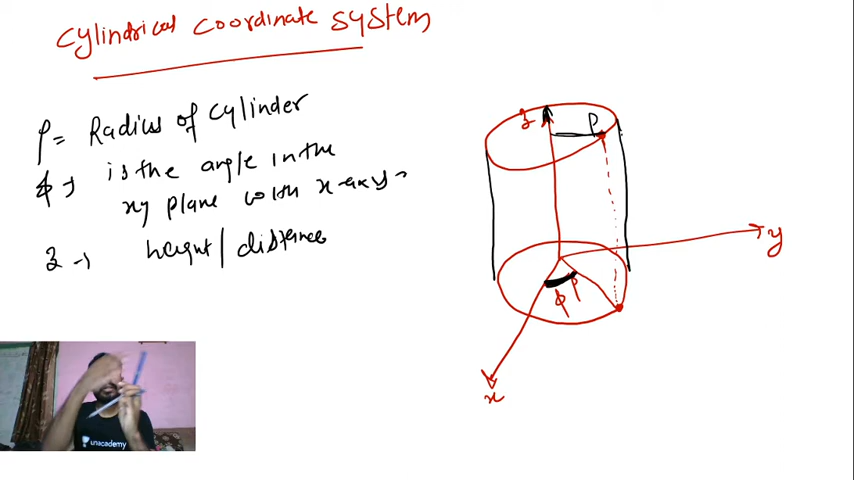 cylindrical coordinate system
ρ = Radius of cylinder
ϕ → is the angle in the
xy plane with x-axis
z → height / distance
z
ρ
y
ϕ
ρ
x
unacademy